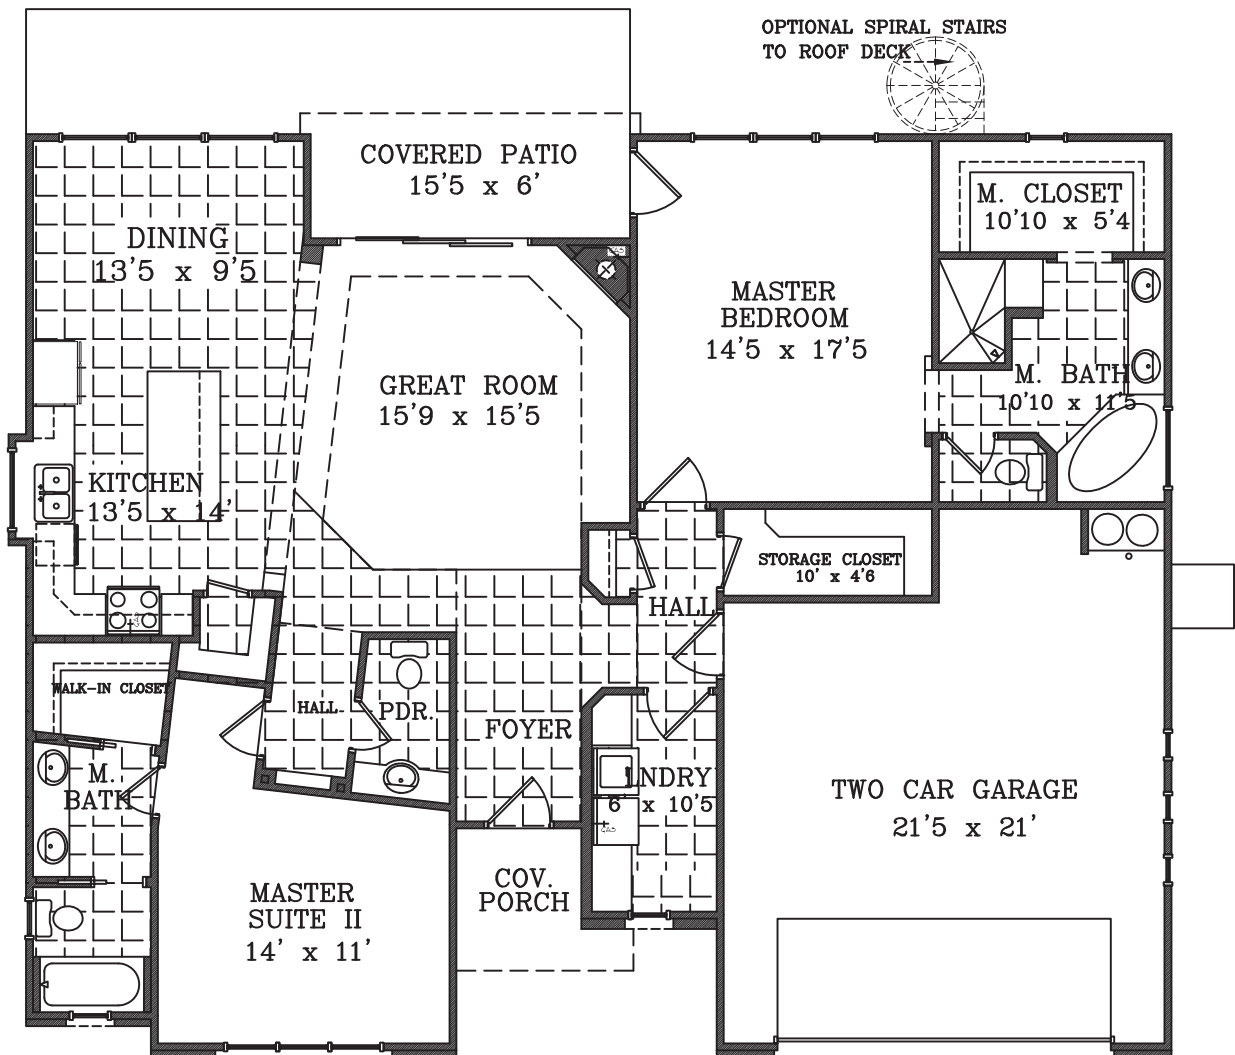 OPTIONAL SPIRAL STAIRS
TO ROOF DECK
COVERED PATIO
15'5 x 6'
DINING
13'5 x 9'5
M. CLOSET
10'10 x 5'4
GAS
MASTER
BEDROOM
14'5 x 17'5
GREAT ROOM
15'9 x 15'5
M. BATH
10'10 x 11'5
KITCHEN
13'5 x 14'
STORAGE CLOSET
10' x 4'6
HALL
GAS
WALK-IN CLOSET
HALL
PDR.
FOYER
M.
BATH
LNDRY
6' x 10'5
GAS
TWO CAR GARAGE
21'5 x 21'
COV.
PORCH
MASTER
SUITE II
14' x 11'